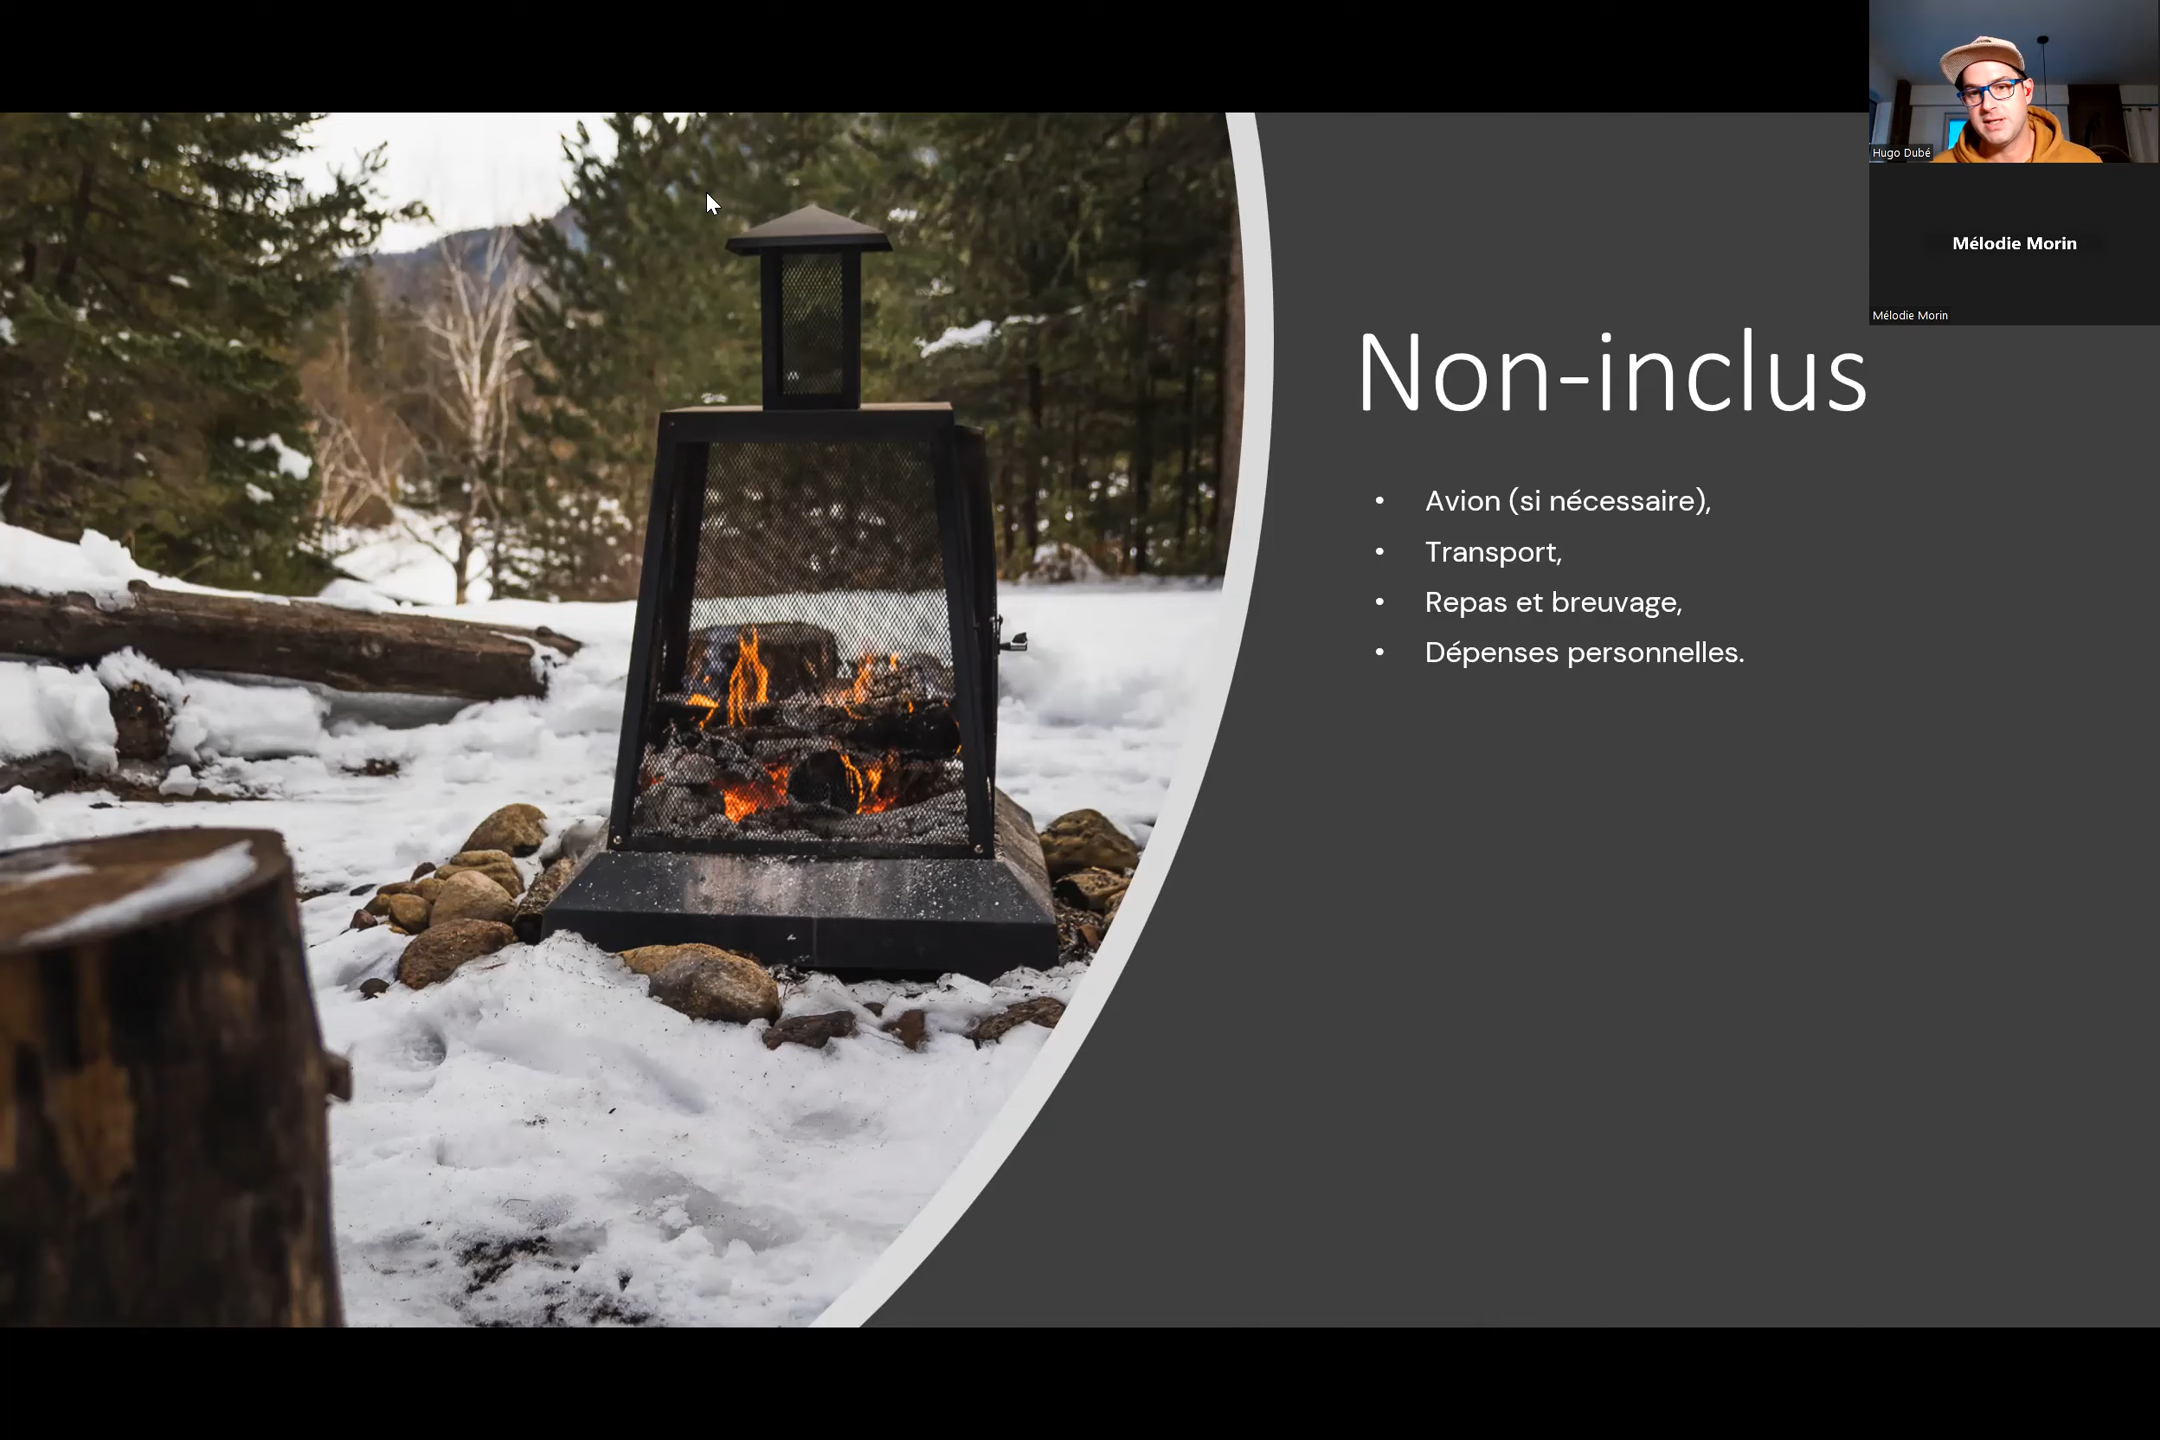 Hugo Dubé
Mélodie Morin
Mélodie Morin
Non-inclus
• Avion (si nécessaire),
• Transport,
• Repas et breuvage,
• Dépenses personnelles.